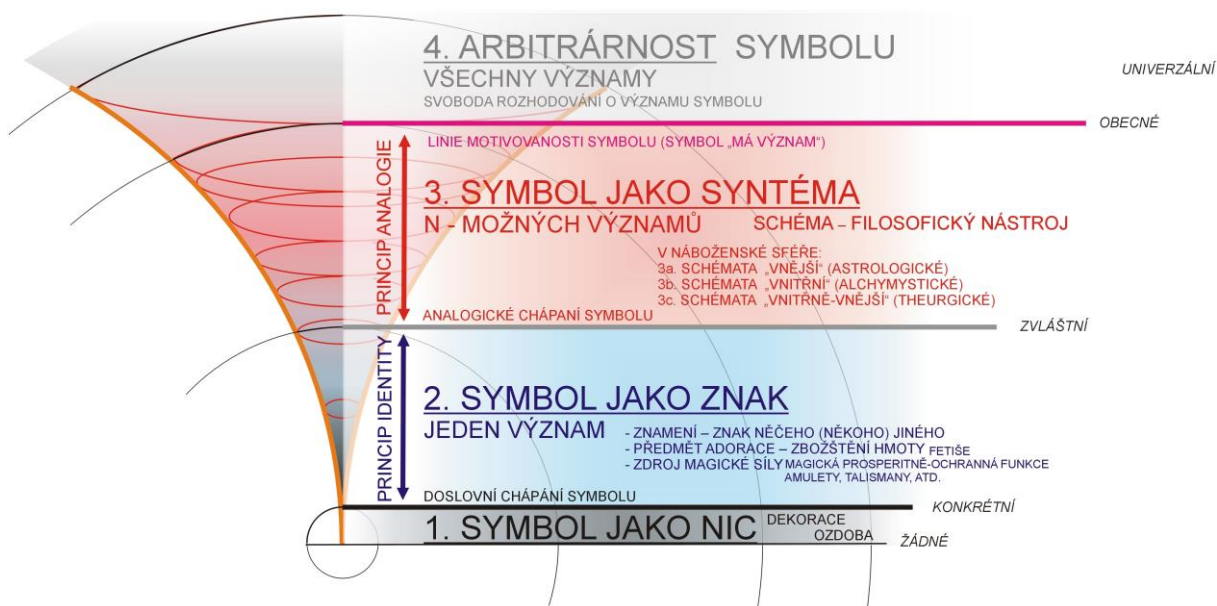 4. ARBITRÁRNOST SYMBOLU
VŠECHNY VÝZNAMY
SVOBODA ROZHODOVÁNÍ O VÝZNAMU SYMBOLU
UNIVERZÁLNÍ
OBECNÉ
LINIE MOTIVOVANOSTI SYMBOLU (SYMBOL „MÁ VÝZNAM“)
PRINCIP ANALOGIE
3. SYMBOL JAKO SYNTÉMA
N - MOŽNÝCH VÝZNAMŮ SCHÉMA – FILOSOFICKÝ NÁSTROJ
V NÁBOŽENSKÉ SFÉŘE:
3a. SCHÉMATA „VNĚJŠÍ“ (ASTROLOGICKÉ)
3b. SCHÉMATA „VNITŘNÍ“ (ALCHYMYSTICKÉ)
3c. SCHÉMATA „VNITŘNĚ-VNĚJŠÍ“ (THEURGICKÉ)
ANALOGICKÉ CHÁPANÍ SYMBOLU
ZVLÁŠTNÍ
PRINCIP IDENTITY
2. SYMBOL JAKO ZNAK
JEDEN VÝZNAM
- ZNAMENÍ – ZNAK NĚČEHO (NĚKOHO) JINÉHO
- PŘEDMĚT ADORACE – ZBOŽŠTĚNÍ HMOTY FETIŠE
- ZDROJ MAGICKÉ SÍLY MAGICKÁ PROSPERITNĚ-OCHRANNÁ FUNKCE
AMULETY, TALISMANY, ATD.
DOSLOVNÍ CHÁPÁNÍ SYMBOLU
KONKRÉTNÍ
1. SYMBOL JAKO NIC
DEKORACE
OZDOBA
ŽÁDNÉ